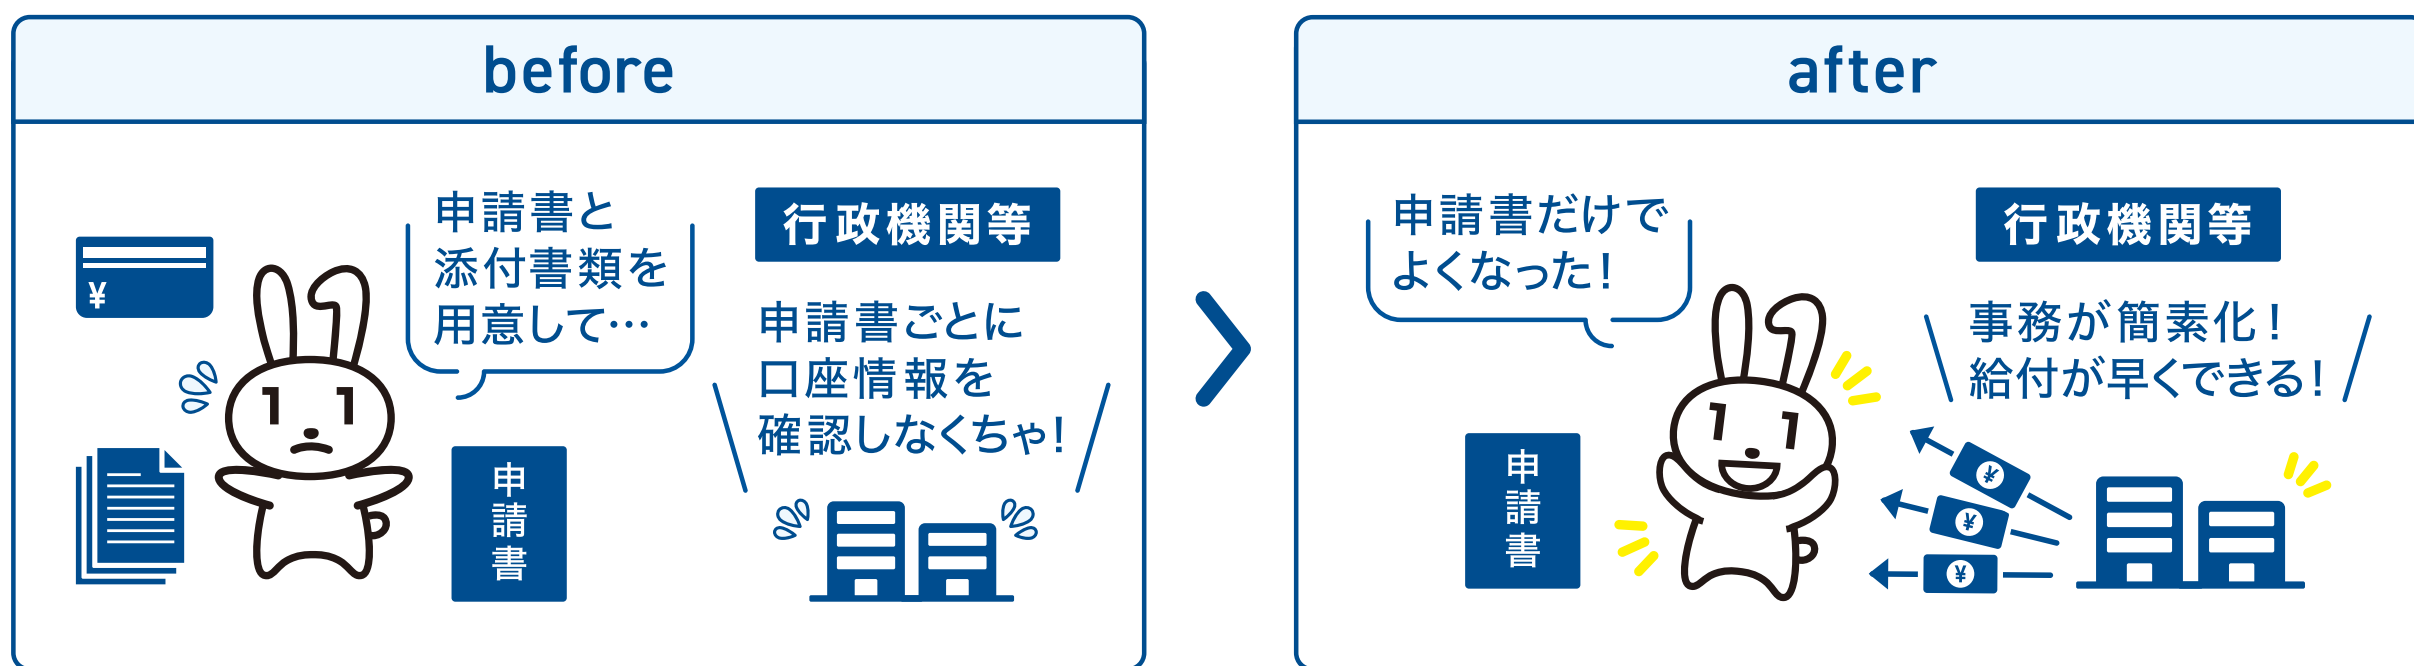 before
申請書と
添付書類を
用意して…
¥
申請書
行政機関等
申請書ごとに
口座情報を
確認しなくちゃ！
after
申請書だけで
よくなった！
申請書
行政機関等
事務が簡素化！
給付が早くできる！
¥
¥
¥